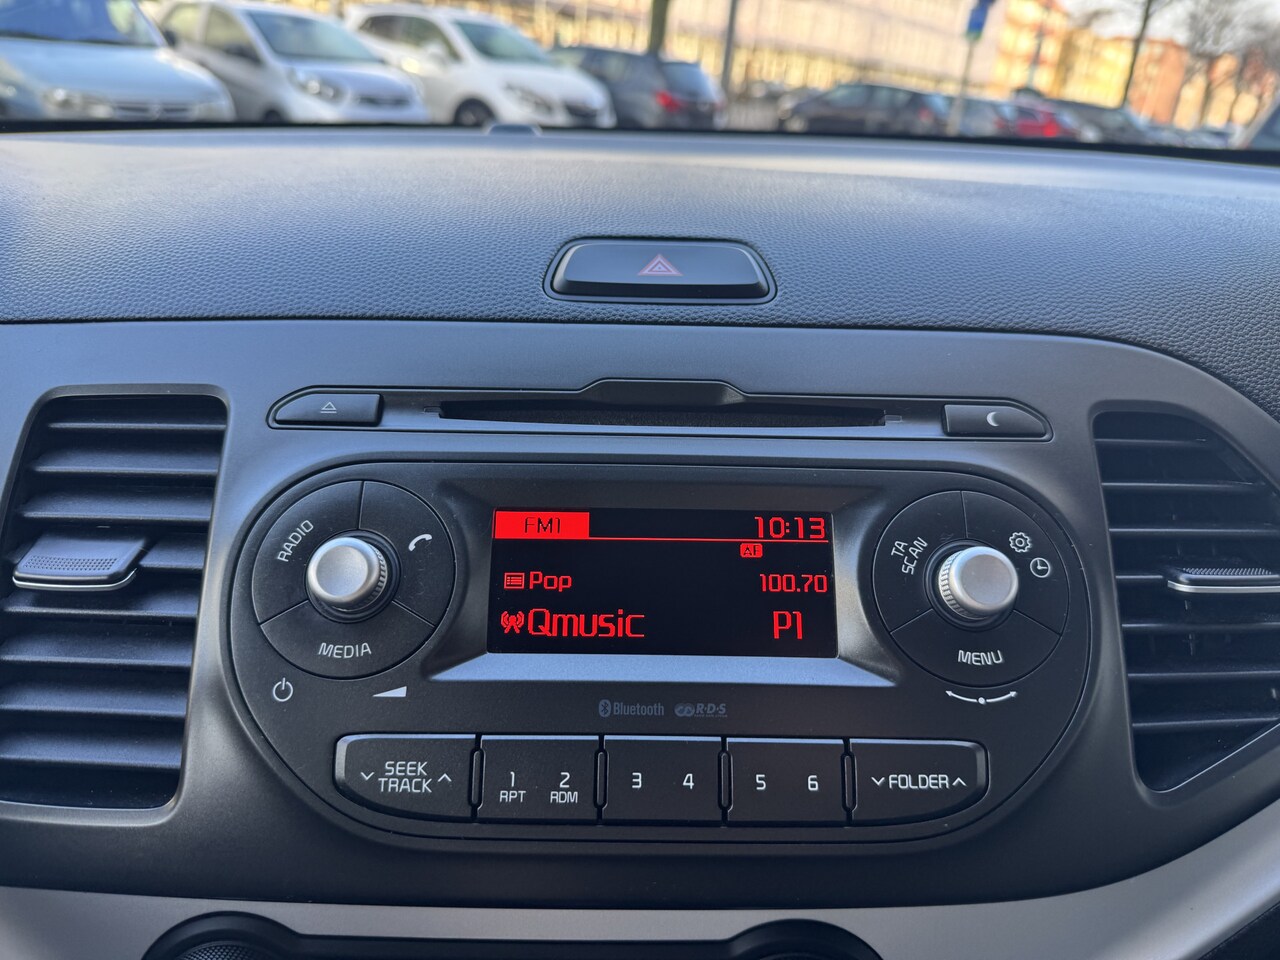 FM1 10:13
AF
Pop 100.70
Qmusic P1
RADIO
MEDIA
TA
SCAN
MENU
Bluetooth R·D·S
SEEK
TRACK
1 2 3 4 5 6
RPT RDM
FOLDER